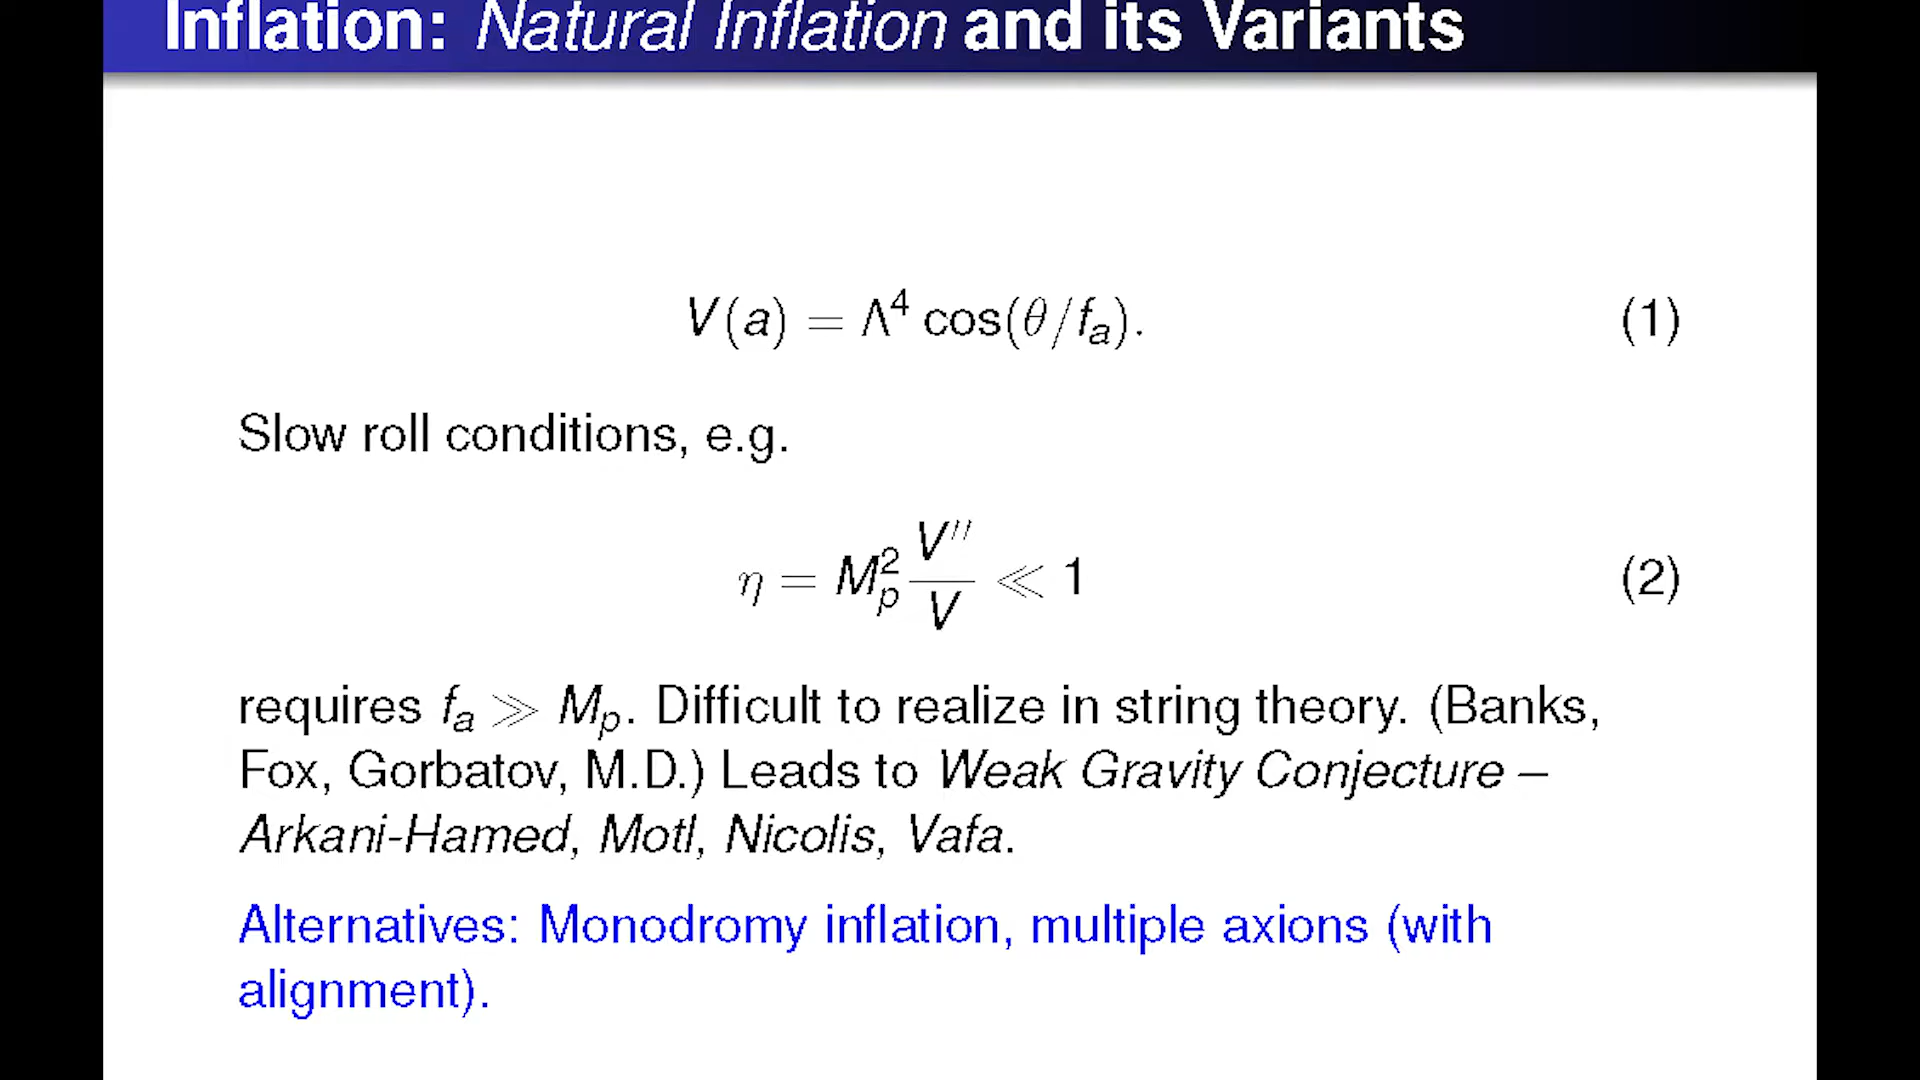 Inflation: Natural Inflation and its Variants
V(a) = Λ⁴ cos(θ/fₐ). (1)
Slow roll conditions, e.g.
η = M_p² V′′/V ≪ 1 (2)
requires fₐ ≫ M_p. Difficult to realize in string theory. (Banks,
Fox, Gorbatov, M.D.) Leads to Weak Gravity Conjecture –
Arkani-Hamed, Motl, Nicolis, Vafa.
Alternatives: Monodromy inflation, multiple axions (with
alignment).